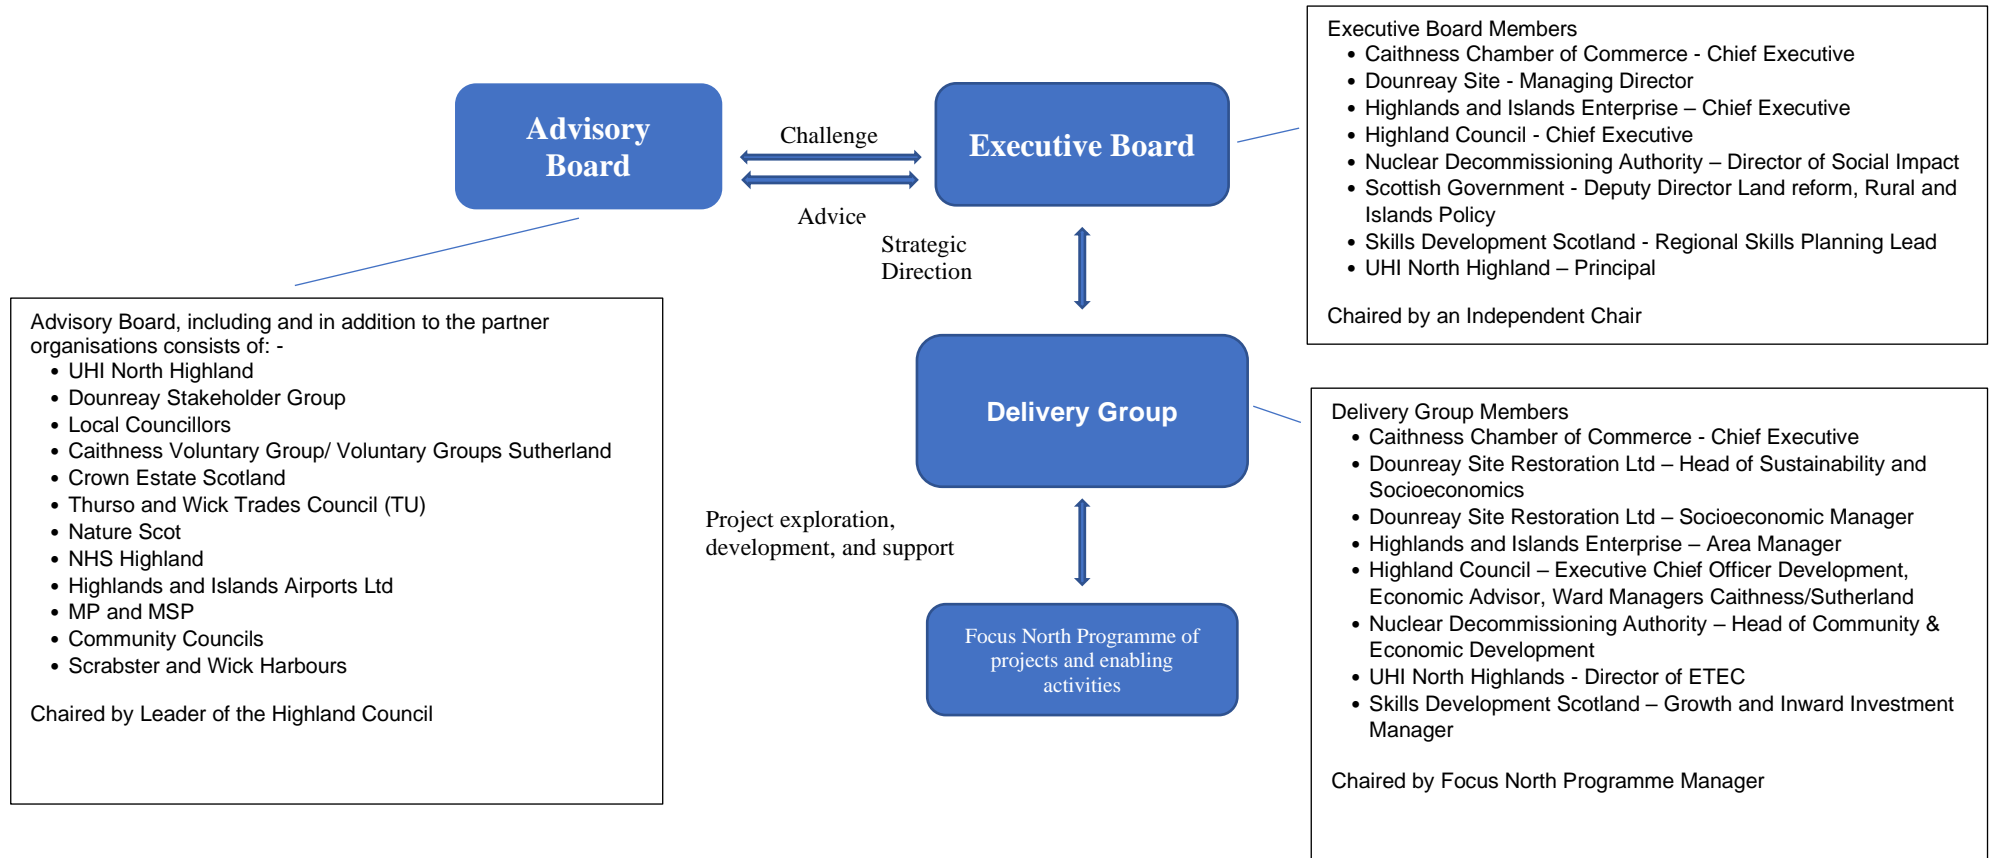 Advisory
Board
Challenge
Advice
Executive Board
Strategic
Direction
Delivery Group
Project exploration,
development, and support
Focus North Programme of
projects and enabling
activities
Executive Board Members
• Caithness Chamber of Commerce - Chief Executive
• Dounreay Site - Managing Director
• Highlands and Islands Enterprise – Chief Executive
• Highland Council - Chief Executive
• Nuclear Decommissioning Authority – Director of Social Impact
• Scottish Government - Deputy Director Land reform, Rural and
Islands Policy
• Skills Development Scotland - Regional Skills Planning Lead
• UHI North Highland – Principal
Chaired by an Independent Chair
Advisory Board, including and in addition to the partner
organisations consists of: -
• UHI North Highland
• Dounreay Stakeholder Group
• Local Councillors
• Caithness Voluntary Group/ Voluntary Groups Sutherland
• Crown Estate Scotland
• Thurso and Wick Trades Council (TU)
• Nature Scot
• NHS Highland
• Highlands and Islands Airports Ltd
• MP and MSP
• Community Councils
• Scrabster and Wick Harbours
Chaired by Leader of the Highland Council
Delivery Group Members
• Caithness Chamber of Commerce - Chief Executive
• Dounreay Site Restoration Ltd – Head of Sustainability and
Socioeconomics
• Dounreay Site Restoration Ltd – Socioeconomic Manager
• Highlands and Islands Enterprise – Area Manager
• Highland Council – Executive Chief Officer Development,
Economic Advisor, Ward Managers Caithness/Sutherland
• Nuclear Decommissioning Authority – Head of Community &
Economic Development
• UHI North Highlands - Director of ETEC
• Skills Development Scotland – Growth and Inward Investment
Manager
Chaired by Focus North Programme Manager